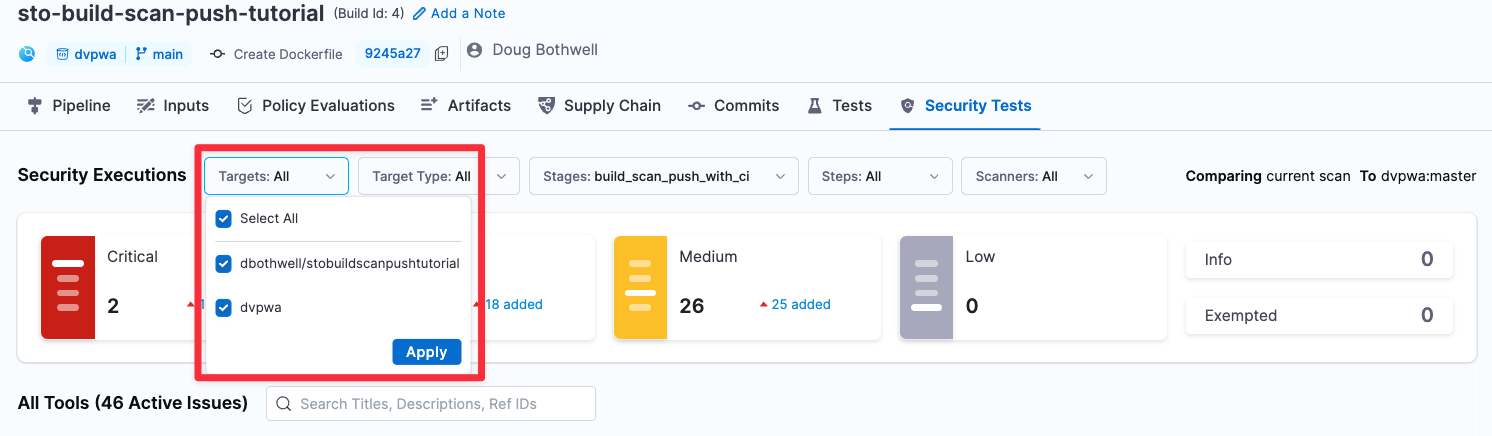 sto-build-scan-push-tutorial (Build Id: 4) Add a Note
dvpwa main Create Dockerfile 9245a27 Doug Bothwell
Pipeline Inputs Policy Evaluations Artifacts Supply Chain Commits Tests Security Tests
Security Executions Targets: All Target Type: All Stages: build_scan_push_with_ci Steps: All Scanners: All Comparing current scan To dvpwa:master
Select All
dbothwell/stobuildscanpushtutorial
dvpwa
Apply
Critical
2
18 added
Medium
26 25 added
Low
0
Info 0
Exempted 0
All Tools (46 Active Issues) Search Titles, Descriptions, Ref IDs